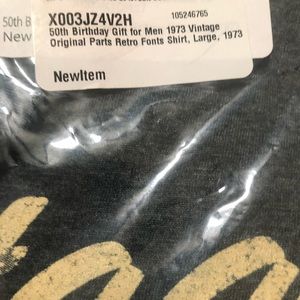 X003JZ4V2H
105246765
50th Birthday Gift for Men 1973 Vintage
Original Parts Retro Fonts Shirt, Large, 1973
NewItem
50th B
New